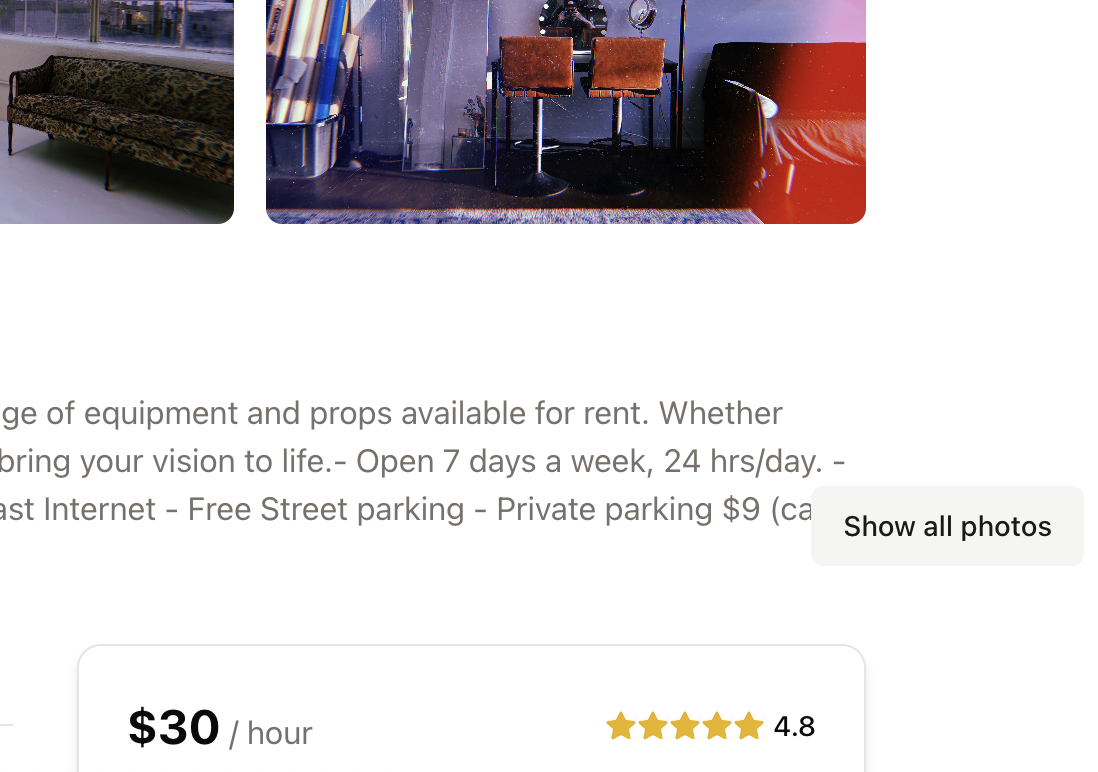 ge of equipment and props available for rent. Whether
bring your vision to life.- Open 7 days a week, 24 hrs/day. -
ast Internet - Free Street parking - Private parking $9 (ca
Show all photos
$30 / hour
4.8